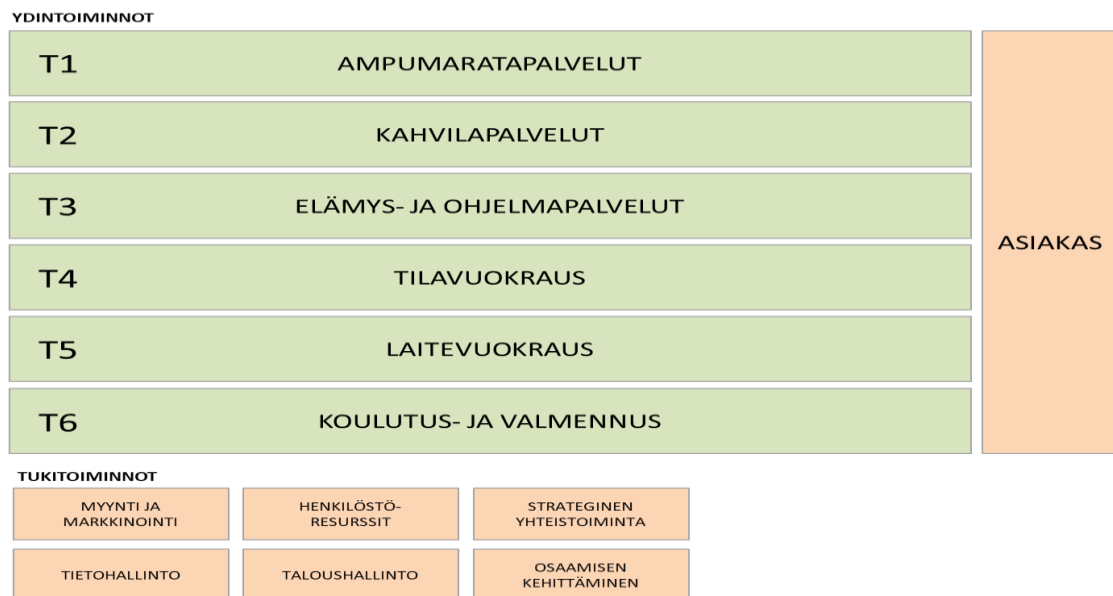 YDINTOIMINNOT
T1 AMPUMARATAPALVELUT
T2 KAHVILAPALVELUT
T3 ELÄMYS- JA OHJELMAPALVELUT
T4 TILAVUOKRAUS
T5 LAITEVUOKRAUS
T6 KOULUTUS- JA VALMENNUS
ASIAKAS
TUKITOIMINNOT
MYYNTI JA
MARKKINOINTI
HENKILÖSTÖ-
RESURSSIT
STRATEGINEN
YHTEISTOIMINTA
TIETOHALLINTO
TALOUSHALLINTO
OSAAMISEN
KEHITTÄMINEN